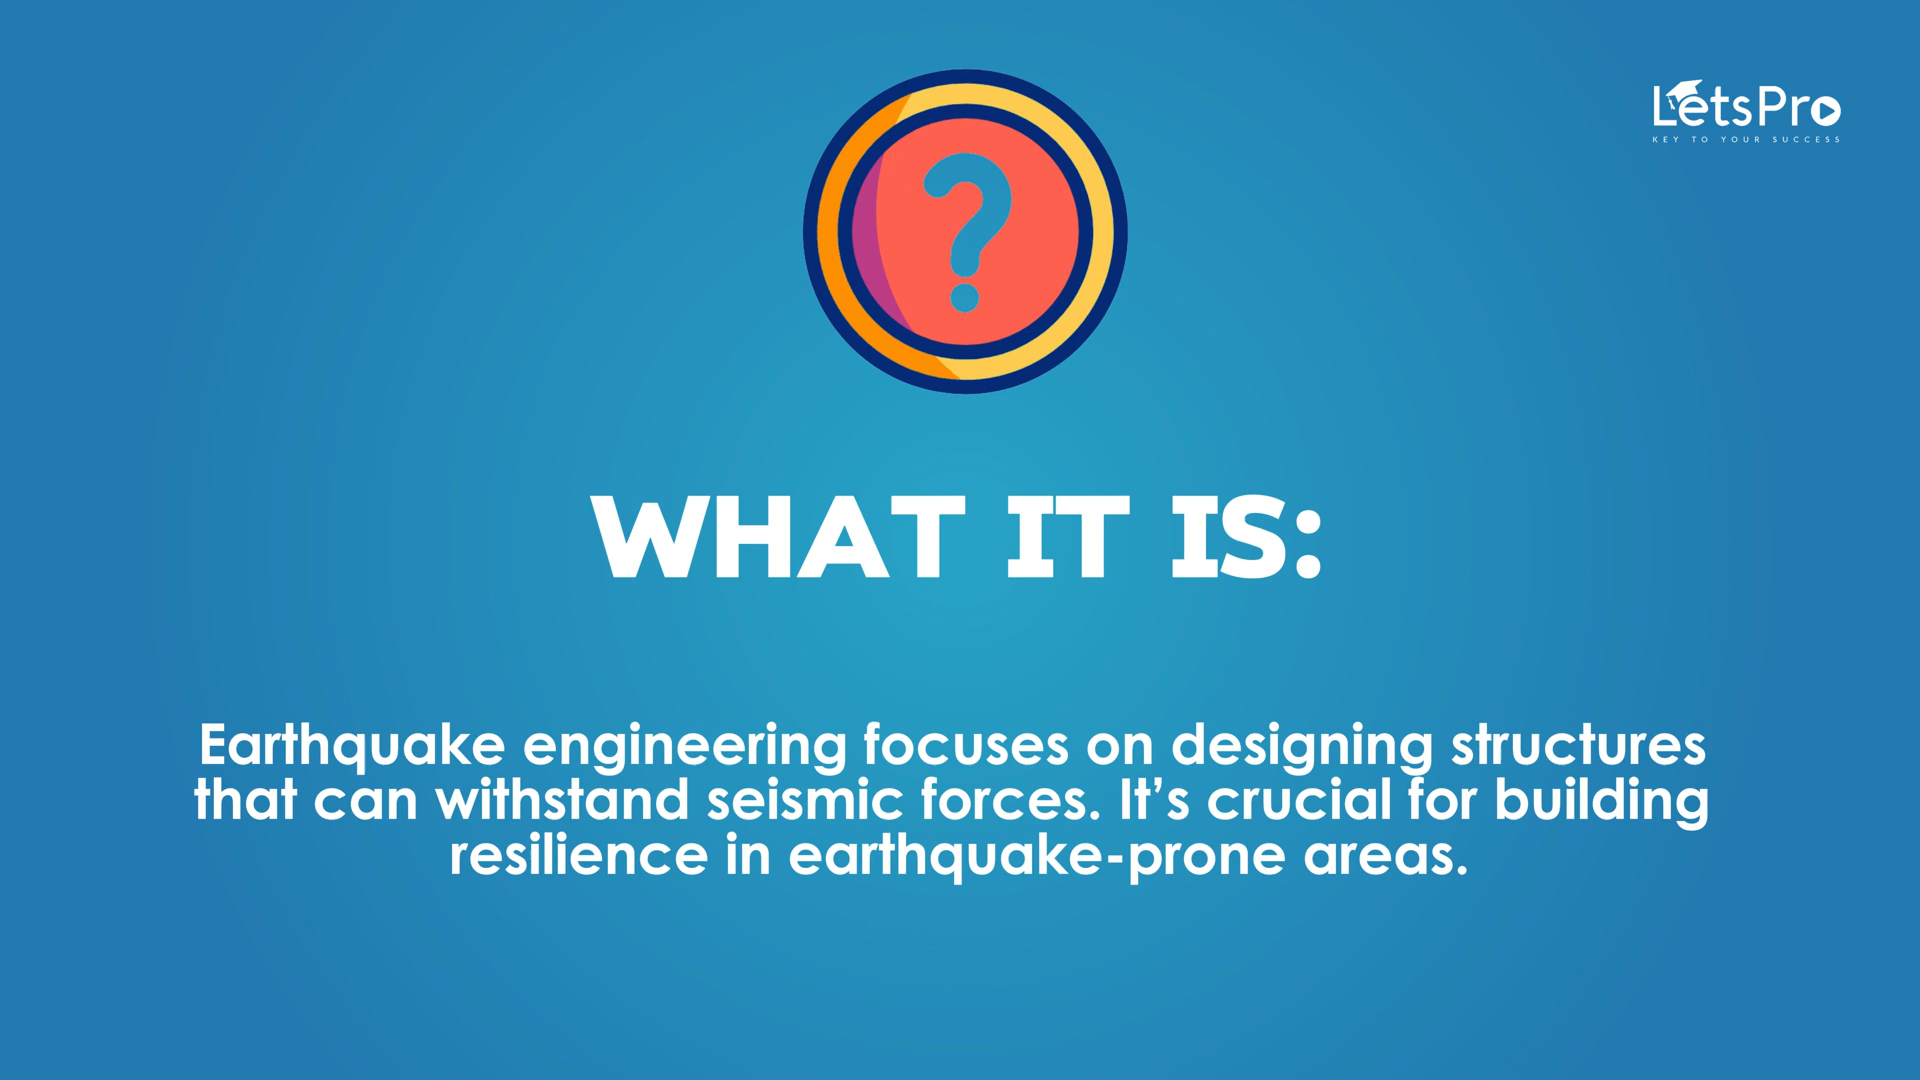 LetsPro
KEY TO YOUR SUCCESS
?
WHAT IT IS:
Earthquake engineering focuses on designing structures
that can withstand seismic forces. It’s crucial for building
resilience in earthquake-prone areas.